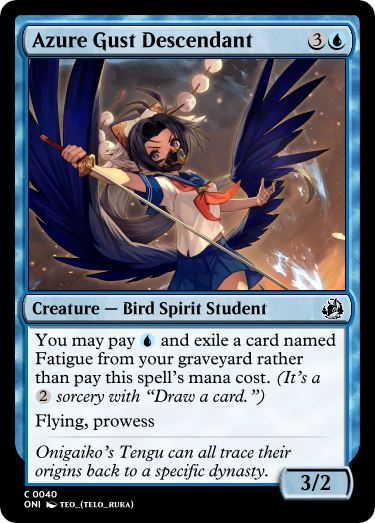 Azure Gust Descendant 3
Creature — Bird Spirit Student
You may pay and exile a card named
Fatigue from your graveyard rather
than pay this spell's mana cost. (It's a
2 sorcery with “Draw a card.”)
Flying, prowess
Onigaiko's Tengu can all trace their
origins back to a specific dynasty.
3/2
C 0040
ONI TEO_(TELO_RUKA)